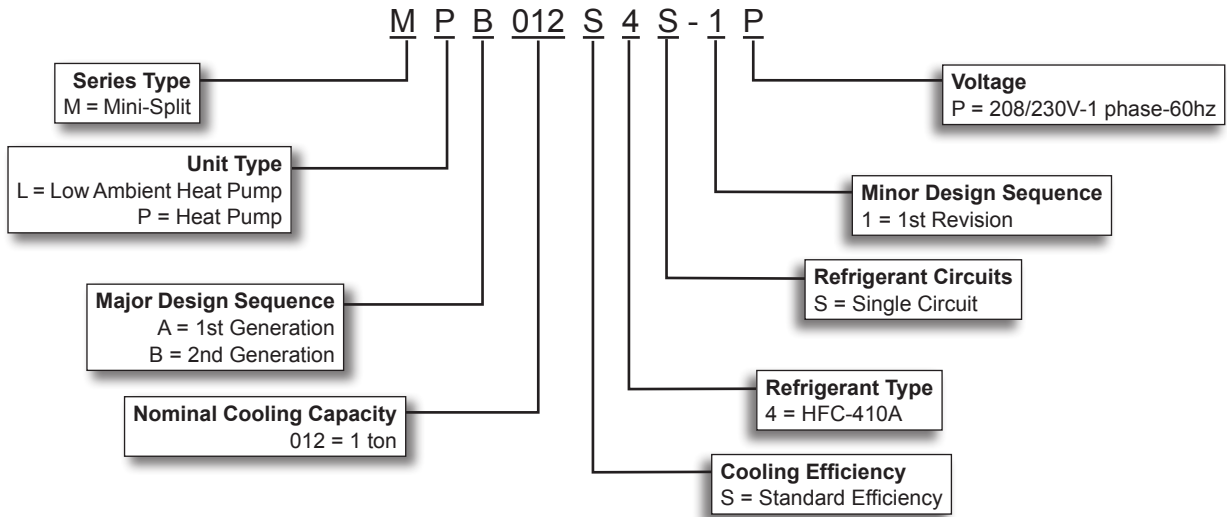 M P B 012 S 4 S - 1 P
Series Type
M = Mini-Split
Voltage
P = 208/230V-1 phase-60hz
Unit Type
L = Low Ambient Heat Pump
P = Heat Pump
Minor Design Sequence
1 = 1st Revision
Refrigerant Circuits
S = Single Circuit
Major Design Sequence
A = 1st Generation
B = 2nd Generation
Refrigerant Type
4 = HFC-410A
Nominal Cooling Capacity
012 = 1 ton
Cooling Efficiency
S = Standard Efficiency